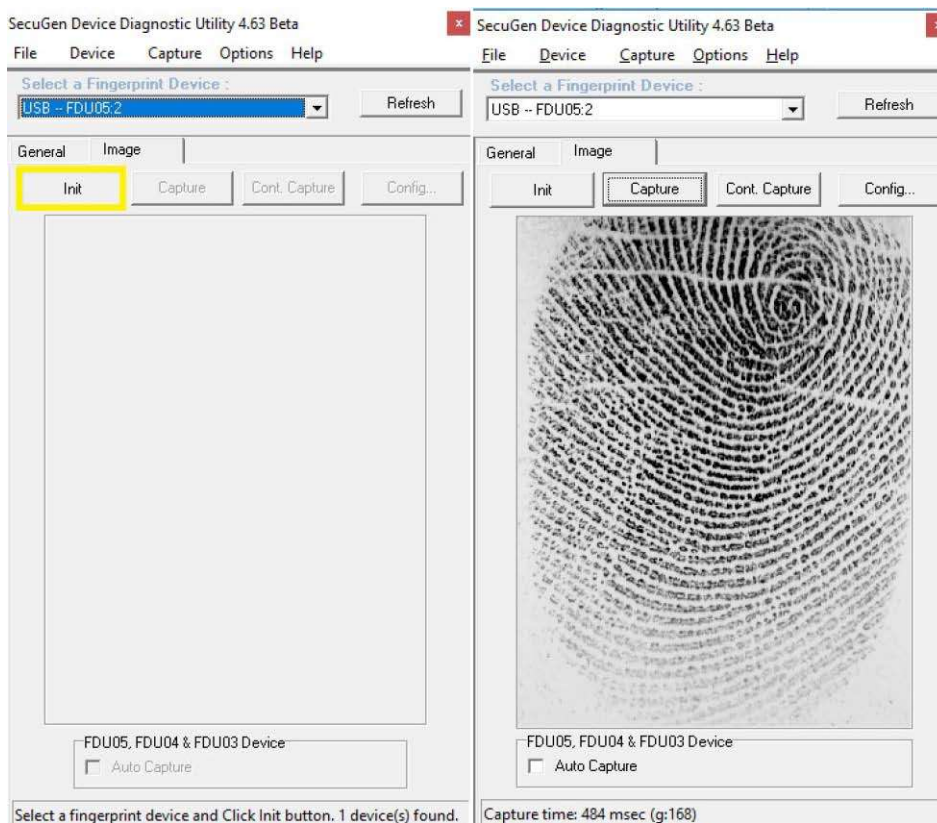 SecuGen Device Diagnostic Utility 4.63 Beta
x
File Device Capture Options Help
Select a Fingerprint Device :
USB -- FDU05:2
Refresh
General Image
Init Capture Cont. Capture Config...
FDU05, FDU04 & FDU03 Device
Auto Capture
Select a fingerprint device and Click Init button. 1 device(s) found.
SecuGen Device Diagnostic Utility 4.63 Beta
x
File Device Capture Options Help
Select a Fingerprint Device :
USB -- FDU05:2
Refresh
General Image
Init Capture Cont. Capture Config...
FDU05, FDU04 & FDU03 Device
Auto Capture
Capture time: 484 msec (g:168)